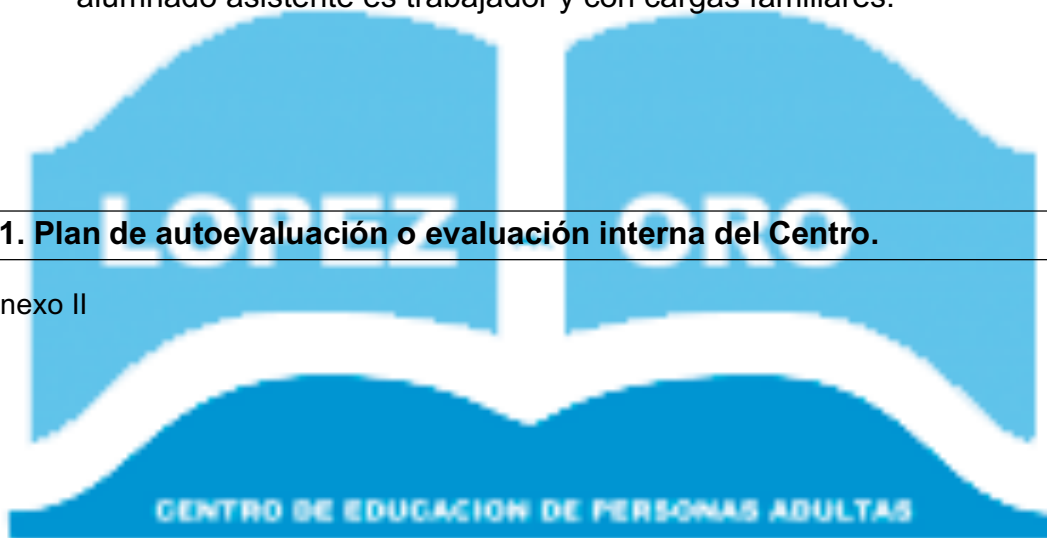 alumnado asistente es trabajador y con cargas familiares.
LOPEZ - ORO
1. Plan de autoevaluación o evaluación interna del Centro.
nexo II
CENTRO DE EDUCACION DE PERSONAS ADULTAS